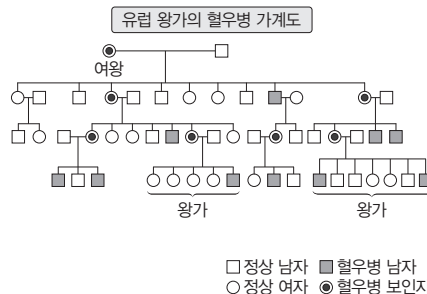 유럽 왕가의 혈우병 가계도
여왕
왕가
왕가
정상 남자 혈우병 남자
정상 여자 혈우병 보인자